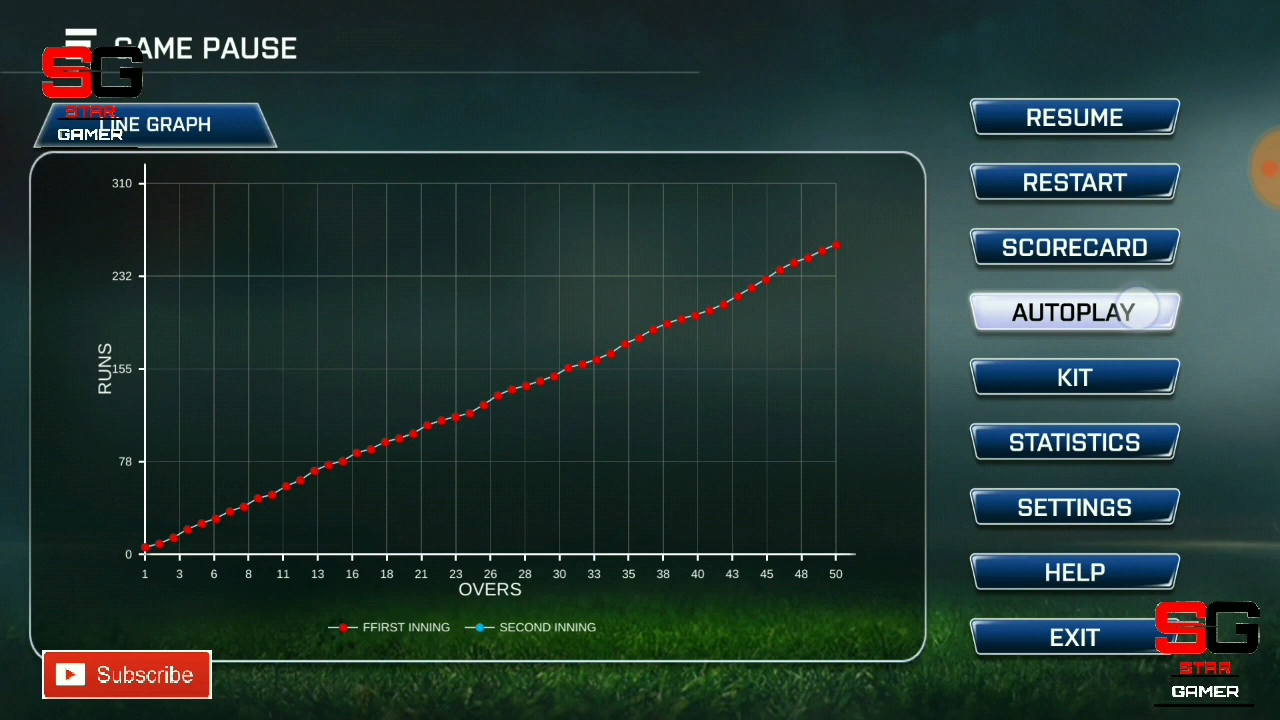 GAME PAUSE
SG
STAR
GAMER
LINE GRAPH
RESUME
RESTART
SCORECARD
AUTOPLAY
KIT
STATISTICS
SETTINGS
HELP
EXIT
310
232
155
78
0
RUNS
1 3 6 8 11 13 16 18 21 23 26 28 30 33 35 38 40 43 45 48 50
OVERS
FFIRST INNING SECOND INNING
Subscribe
SG
STAR
GAMER